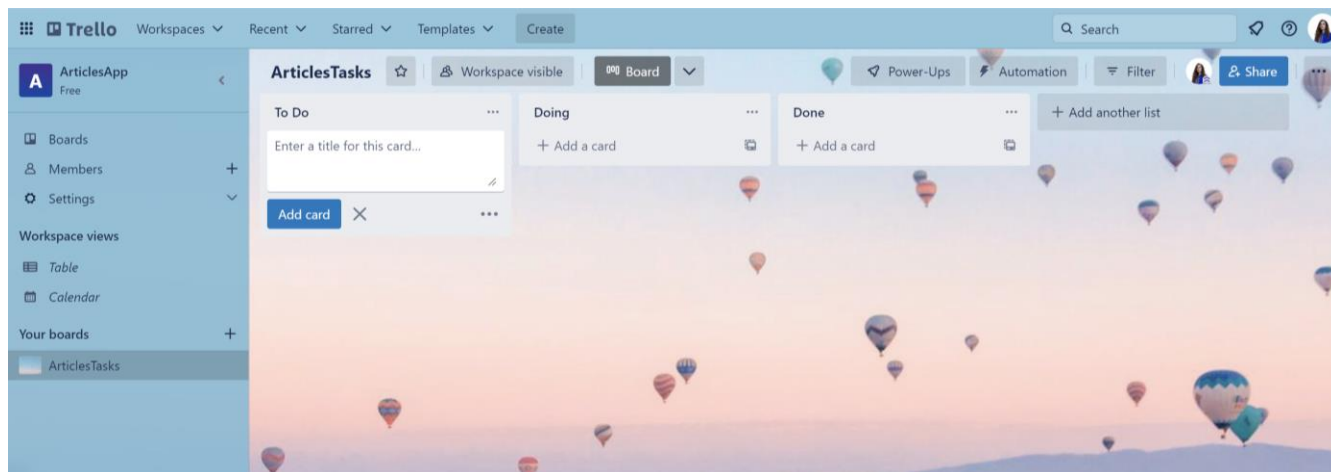 Trello Workspaces Recent Starred Templates Create Search
A ArticlesApp
Free
Boards
Members
Settings
Workspace views
Table
Calendar
Your boards
ArticlesTasks
ArticlesTasks Workspace visible Board Power-Ups Automation Filter Share
To Do
Enter a title for this card...
Add card
Doing
+ Add a card
Done
+ Add a card
+ Add another list